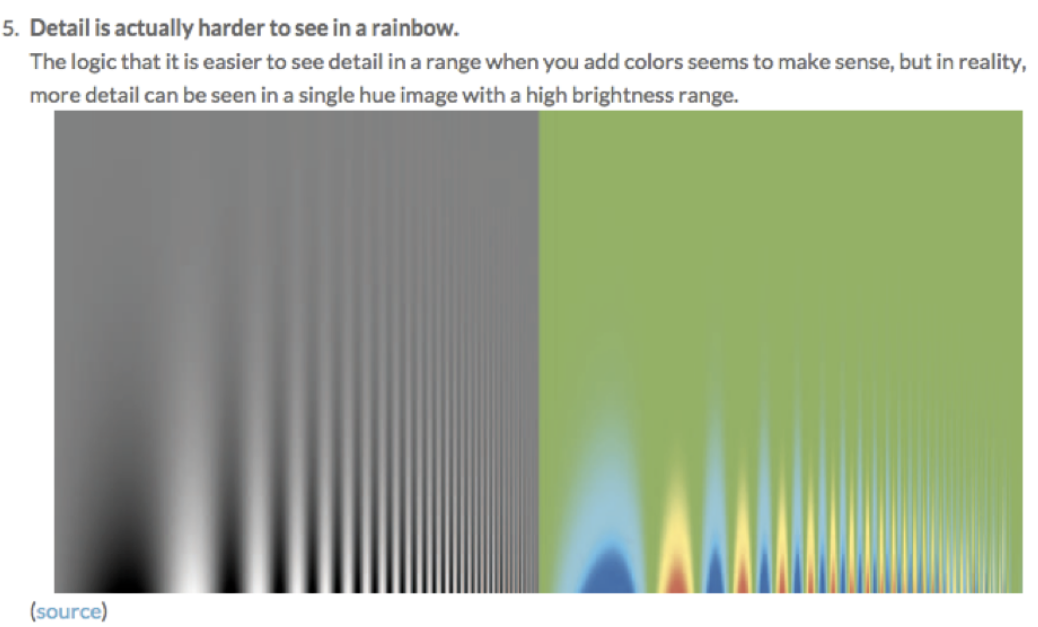 5. Detail is actually harder to see in a rainbow.
The logic that it is easier to see detail in a range when you add colors seems to make sense, but in reality,
more detail can be seen in a single hue image with a high brightness range.
(source)